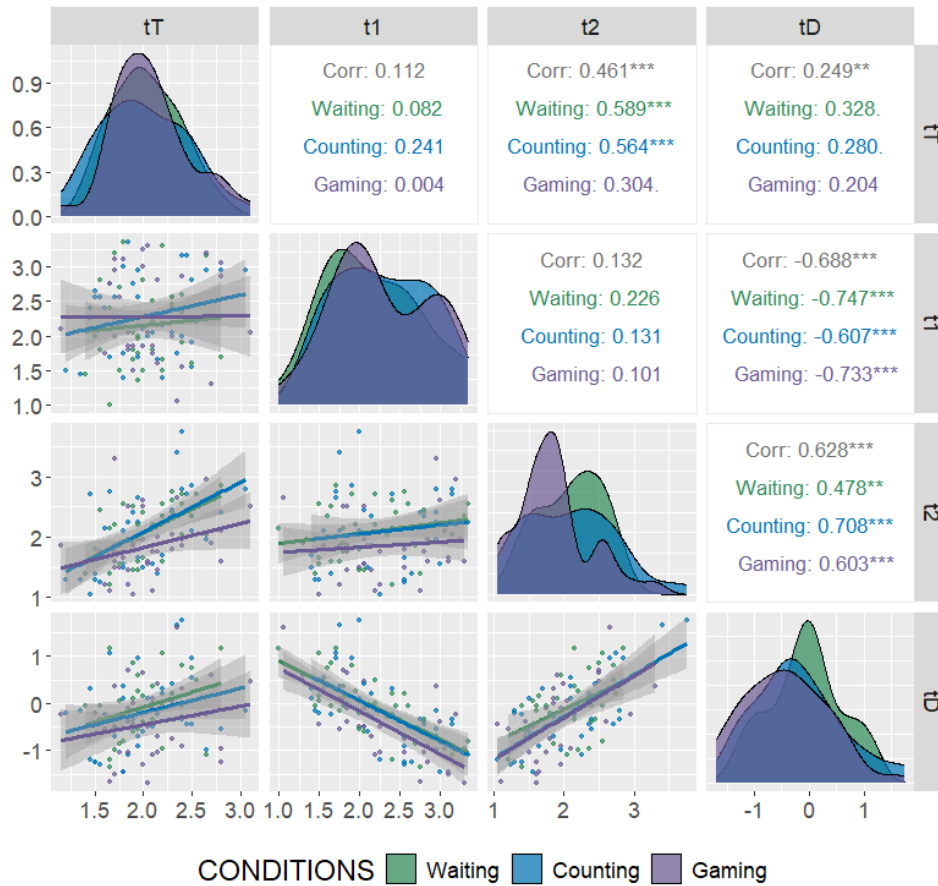 tT t1 t2 tD
0.9
0.6
0.3
0.0
Corr: 0.112
Waiting: 0.082
Counting: 0.241
Gaming: 0.004
Corr: 0.461***
Waiting: 0.589***
Counting: 0.564***
Gaming: 0.304.
Corr: 0.249**
Waiting: 0.328.
Counting: 0.280.
Gaming: 0.204
tT
3.0
2.5
2.0
1.5
1.0
Corr: 0.132
Waiting: 0.226
Counting: 0.131
Gaming: 0.101
Corr: -0.688***
Waiting: -0.747***
Counting: -0.607***
Gaming: -0.733***
t1
3
2
1
Corr: 0.628***
Waiting: 0.478**
Counting: 0.708***
Gaming: 0.603***
t2
1
0
-1
tD
1.5 2.0 2.5 3.0 1.0 1.5 2.0 2.5 3.0 1 2 3 -1 0 1
CONDITIONS Waiting Counting Gaming